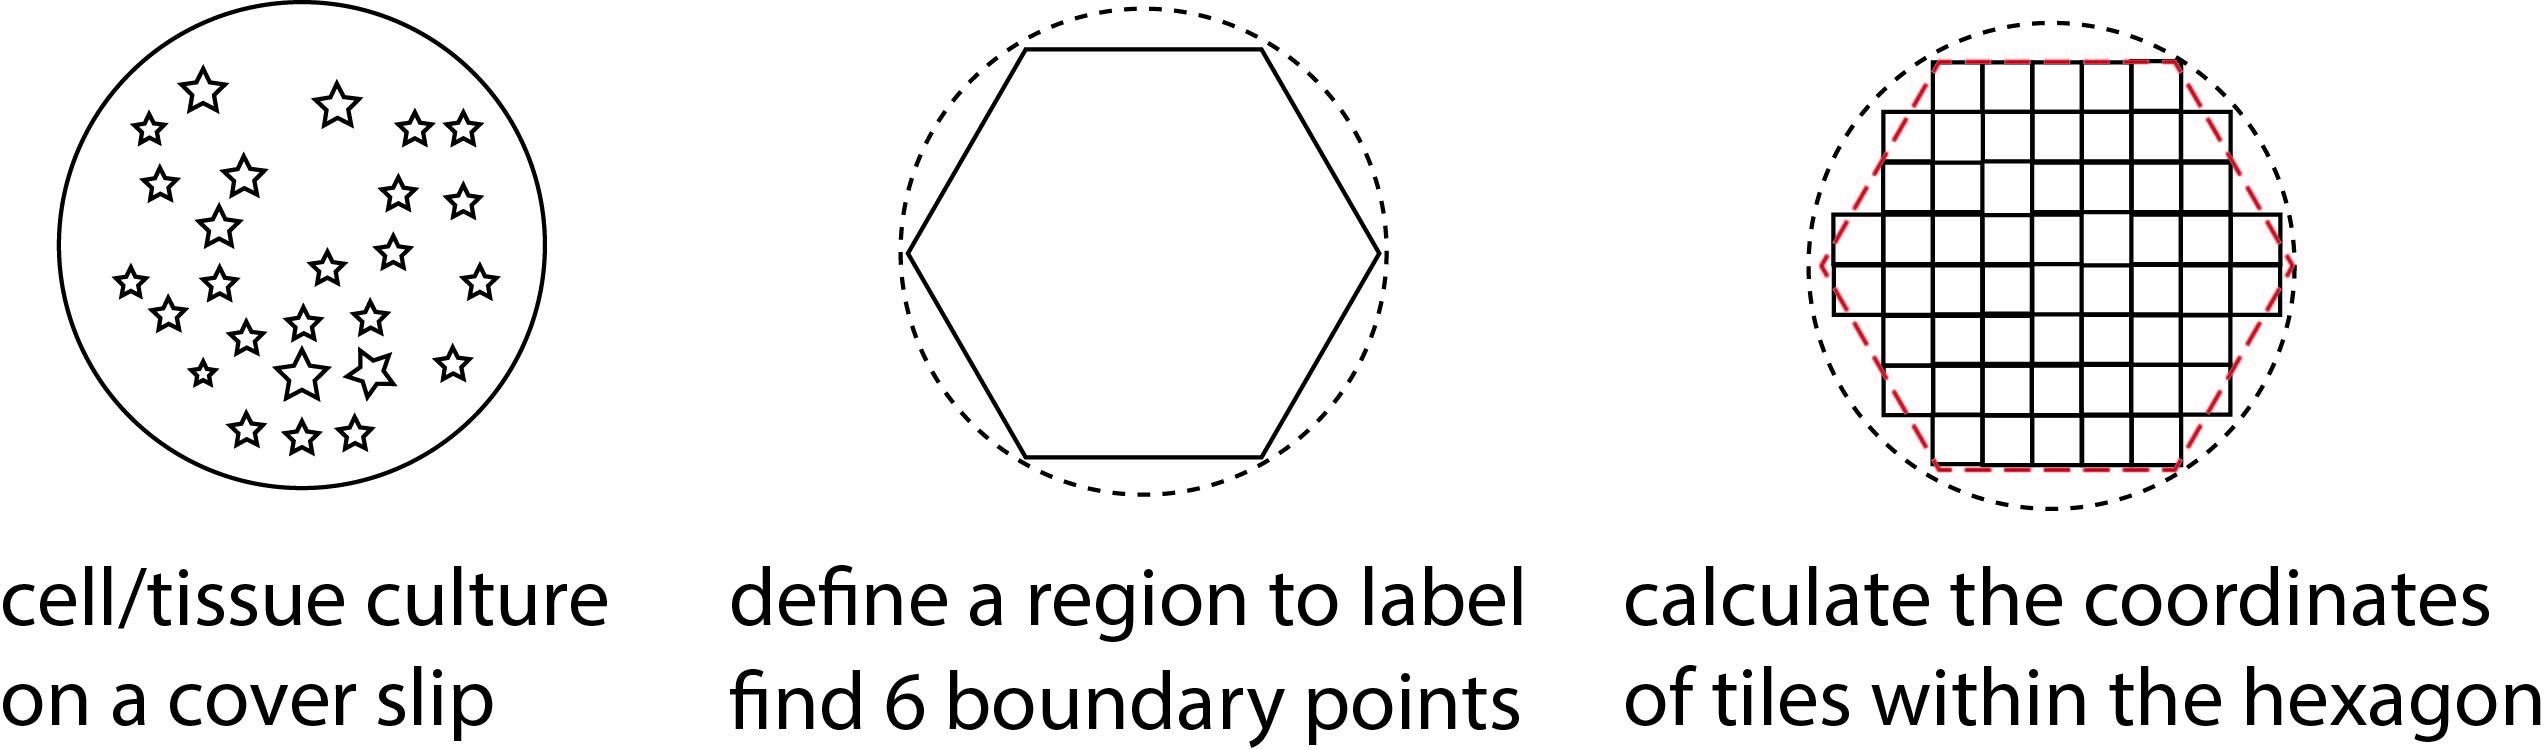 cell/tissue culture
on a cover slip
define a region to label
find 6 boundary points
calculate the coordinates
of tiles within the hexagon